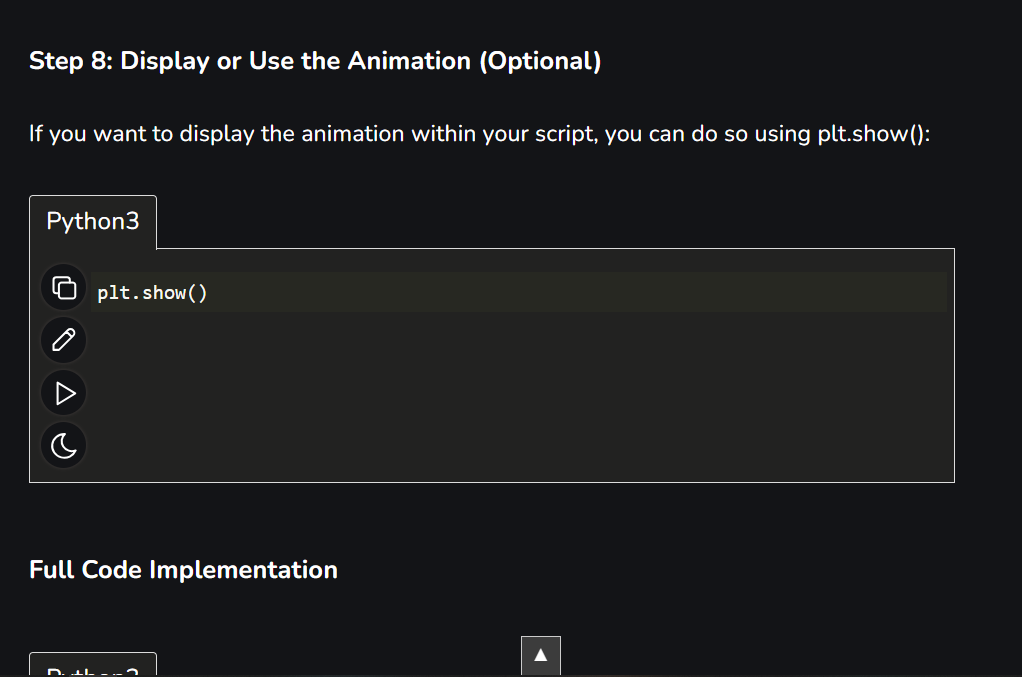 Step 8: Display or Use the Animation (Optional)
If you want to display the animation within your script, you can do so using plt.show():
Python3
plt.show()
Full Code Implementation
Python3